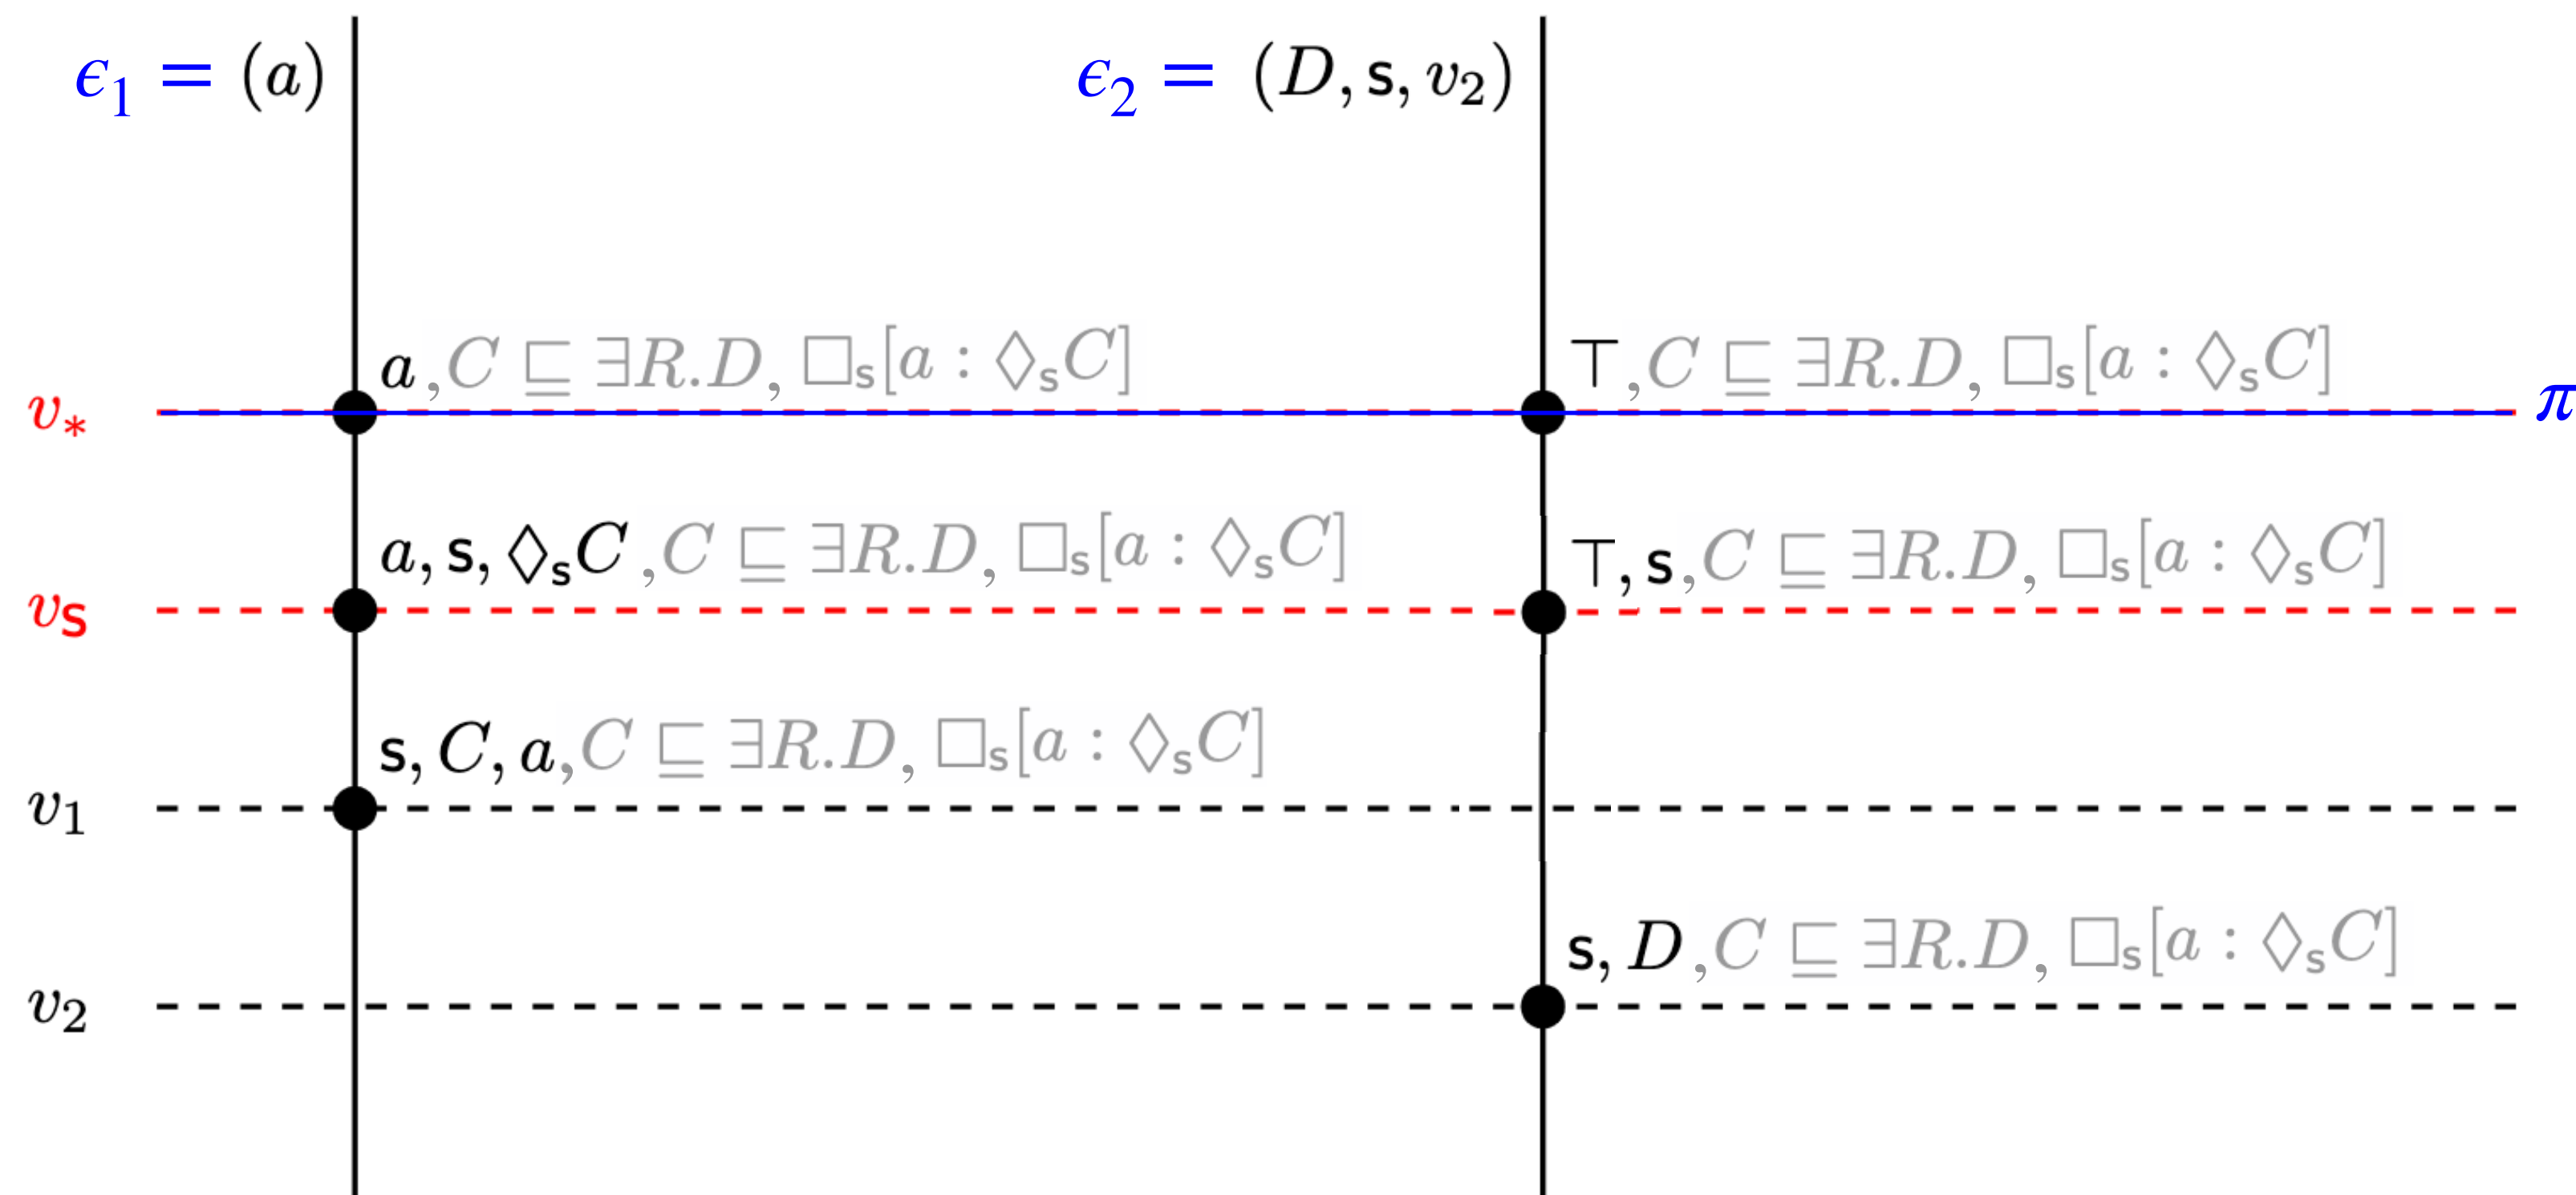 ϵ₁ = (a) ϵ₂ = (D, s, v₂)
a, C ⊑ ∃R.D, □ₛ[a : ◇ₛC] ⊤, C ⊑ ∃R.D, □ₛ[a : ◇ₛC]
v* π
a, s, ◇ₛC, C ⊑ ∃R.D, □ₛ[a : ◇ₛC] ⊤, s, C ⊑ ∃R.D, □ₛ[a : ◇ₛC]
vₛ
s, C, a, C ⊑ ∃R.D, □ₛ[a : ◇ₛC]
v₁
s, D, C ⊑ ∃R.D, □ₛ[a : ◇ₛC]
v₂